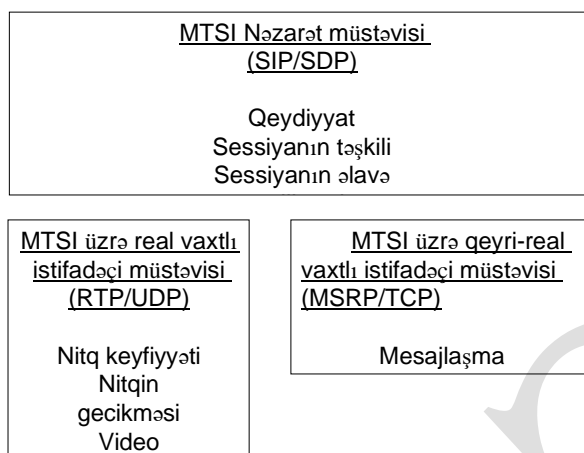 MTSI Nəzarət müstəvisi
(SIP/SDP)
Qeydiyyat
Sessiyanın təşkili
Sessiyanın əlavə
MTSI üzrə real vaxtlı
istifadəçi müstəvisi
(RTP/UDP)
Nitq keyfiyyəti
Nitqin
gecikməsi
Video
MTSI üzrə qeyri-real
vaxtlı istifadəçi müstəvisi
(MSRP/TCP)
Mesajlaşma